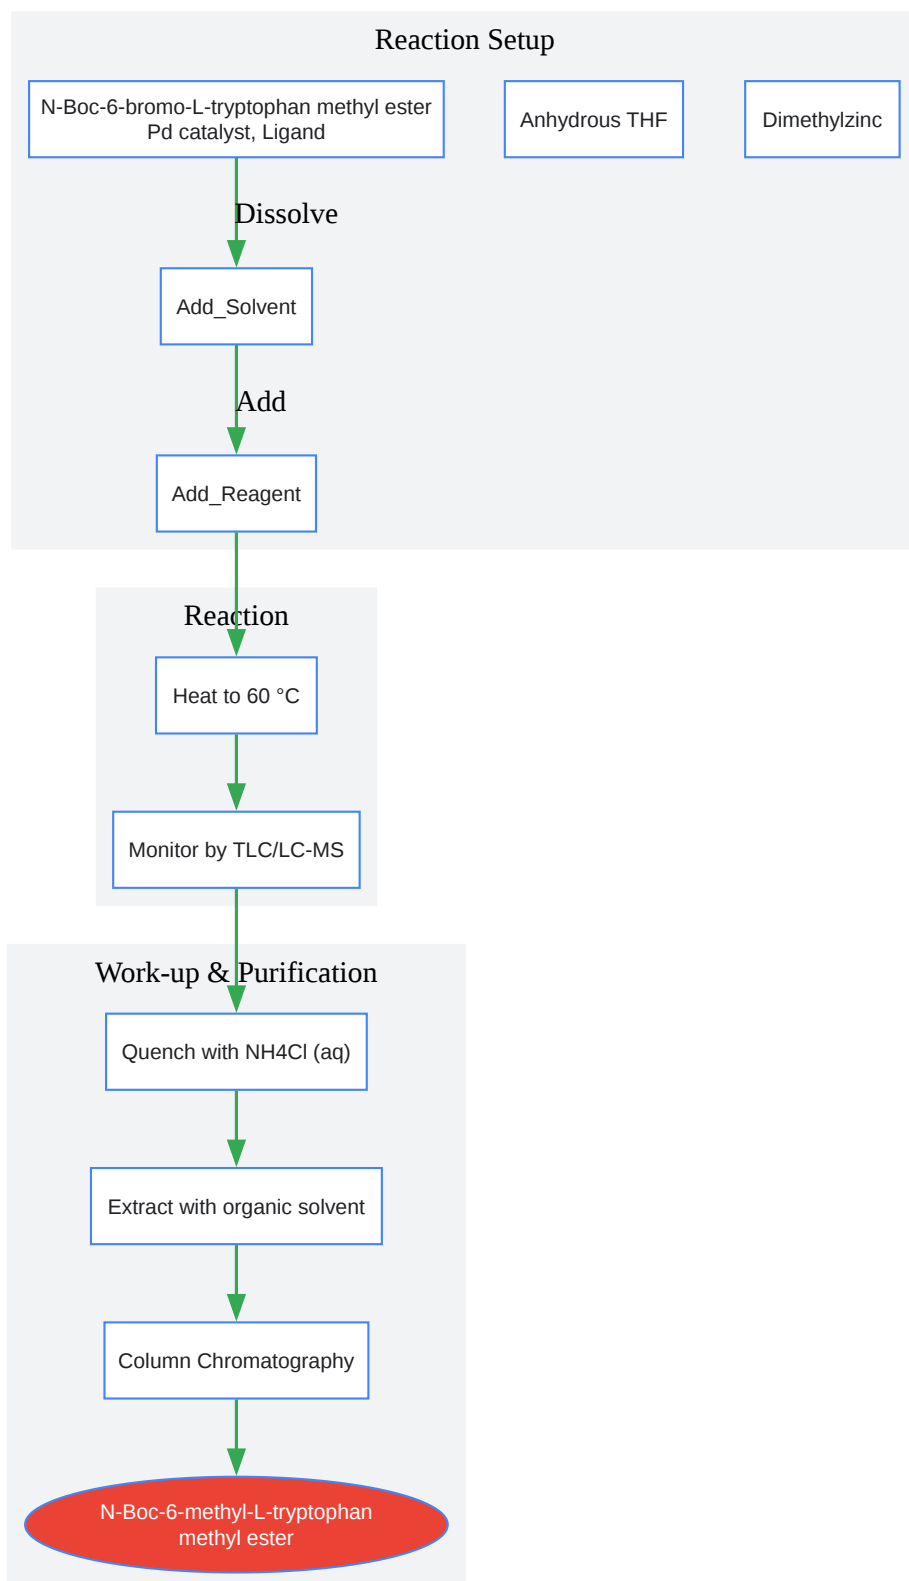 Reaction Setup
N-Boc-6-bromo-L-tryptophan methyl ester
Pd catalyst, Ligand
Anhydrous THF
Dimethylzinc
Dissolve
Add_Solvent
Add
Add_Reagent
Reaction
Heat to 60 °C
Monitor by TLC/LC-MS
Work-up & Purification
Quench with NH4Cl (aq)
Extract with organic solvent
Column Chromatography
N-Boc-6-methyl-L-tryptophan
methyl ester